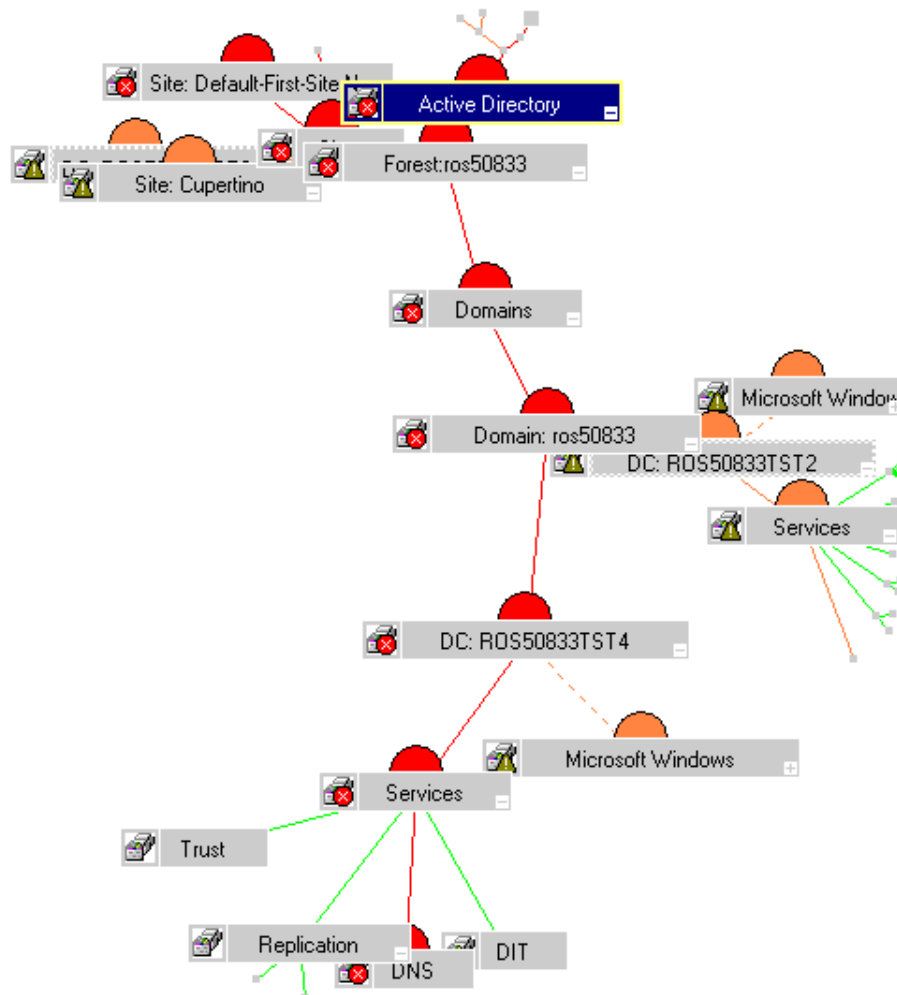 Site: Default-First-Site
Active Directory
Forest:ros50833
Site: Cupertino
Domains
Microsoft Window
Domain: ros50833
DC: ROS50833TST2
Services
DC: ROS50833TST4
Microsoft Windows
Services
Trust
Replication
DIT
DNS